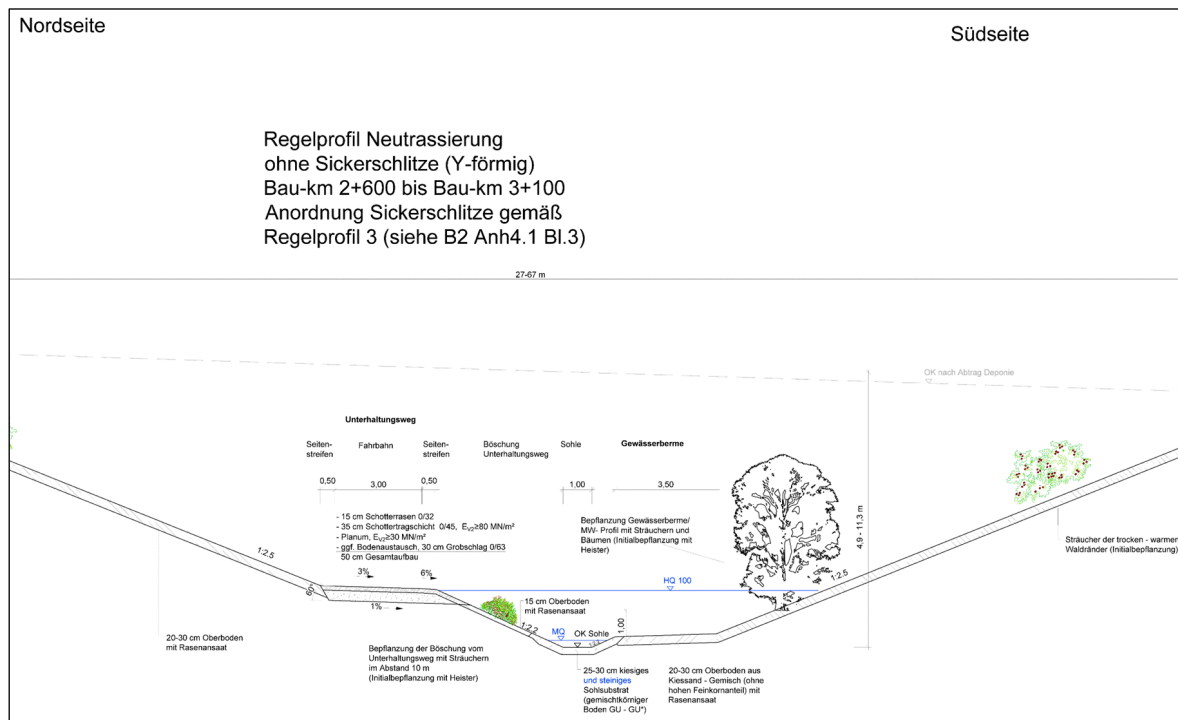 Nordseite
Südseite
Regelprofil Neutrassierung
ohne Sickerschlitze (Y-förmig)
Bau-km 2+600 bis Bau-km 3+100
Anordnung Sickerschlitze gemäß
Regelprofil 3 (siehe B2 Anh4.1 Bl.3)
27-67 m
OK nach Abtrag Deponie
Unterhaltungsweg
Seiten-
streifen
Fahrbahn
Seiten-
streifen
Böschung
Unterhaltungsweg
Sohle
Gewässerberme
0,50
3,00
0,50
1,00
3.50
- 15 cm Schotterrasen 0/32
- 35 cm Schottertragschicht 0/45, EV2≥80 MN/m²
- Planum, EV2≥30 MN/m²
- ggf. Bodenaustausch, 30 cm Grobschlag 0/63
50 cm Gesamtaufbau
Bepflanzung Gewässerberme/
MW- Profil mit Sträuchern und
Bäumen (Initialbepflanzung mit
Heister)
4,9 - 11,3 m
Sträucher der trocken - warmen
Waldränder (Initialbepflanzung)
1:2.5
3%
6%
HQ 100
1:2.5
60°
1%
15 cm Oberboden
mit Rasenansaat
1:2.2
MQ
OK Sohle
1,00
20-30 cm Oberboden
mit Rasenansaat
Bepflanzung der Böschung vom
Unterhaltungsweg mit Sträuchern
im Abstand 10 m
(Initialbepflanzung mit Heister)
25-30 cm kiesiges
und steiniges
Sohlsubstrat
(gemischtkörniger
Boden GU - GU*)
20-30 cm Oberboden aus
Kiessand - Gemisch (ohne
hohen Feinkornanteil) mit
Rasenansaat